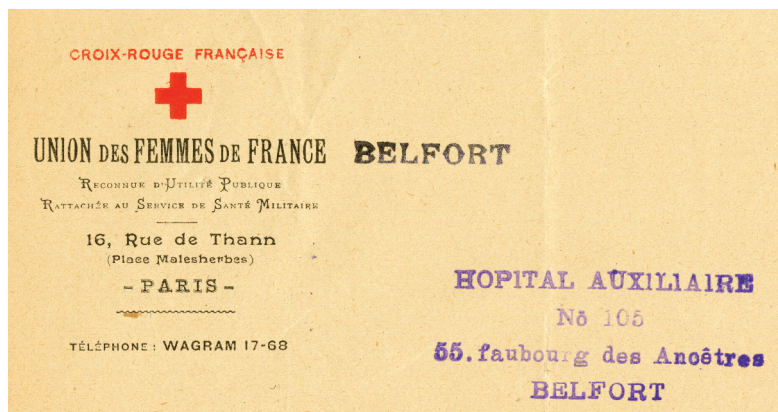 CROIX-ROUGE FRANÇAISE
UNION DES FEMMES DE FRANCE BELFORT
RECONNUE D'UTILITÉ PUBLIQUE
RATTACHÉE AU SERVICE DE SANTÉ MILITAIRE
16, Rue de Thann
(Place Malesherbes)
- PARIS -
TÉLÉPHONE : WAGRAM 17-68
HOPITAL AUXILIAIRE
No 105
55. faubourg des Ancêtres
BELFORT